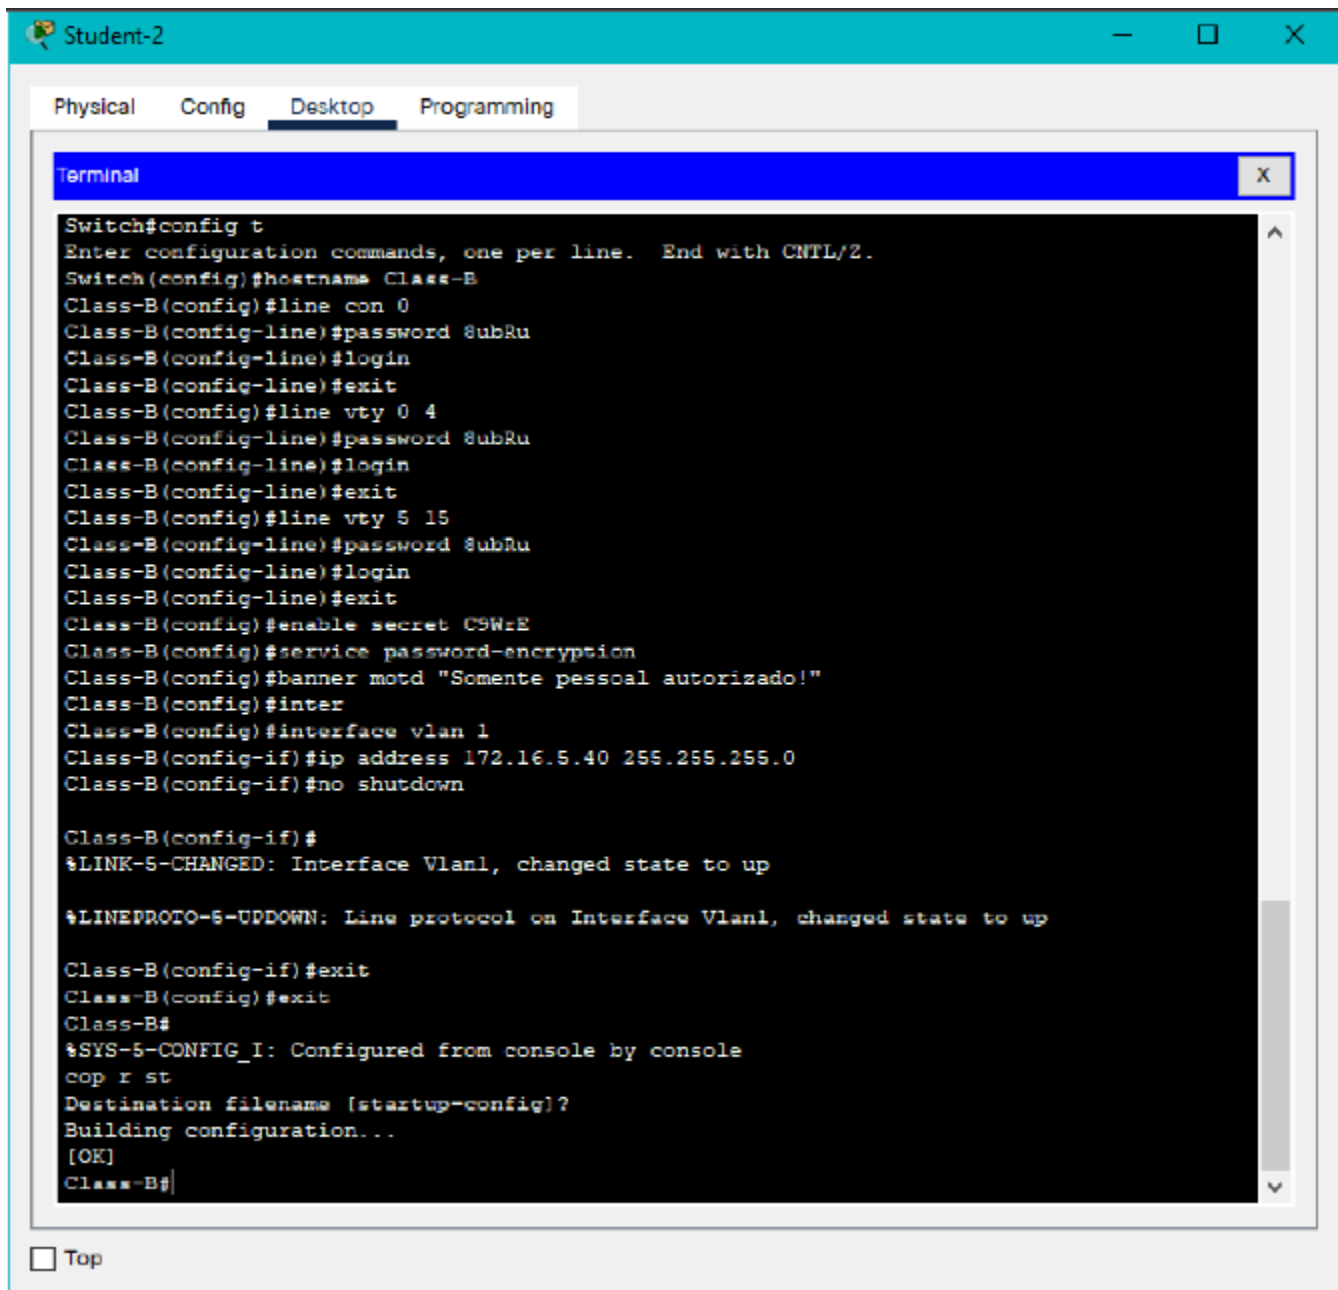 Student-2
Physical Config Desktop Programming
Terminal
X
Switch#config t
Enter configuration commands, one per line. End with CNTL/Z.
Switch(config)#hostname Class-B
Class-B(config)#line con 0
Class-B(config-line)#password 8ubRu
Class-B(config-line)#login
Class-B(config-line)#exit
Class-B(config)#line vty 0 4
Class-B(config-line)#password 8ubRu
Class-B(config-line)#login
Class-B(config-line)#exit
Class-B(config)#line vty 5 15
Class-B(config-line)#password 8ubRu
Class-B(config-line)#login
Class-B(config-line)#exit
Class-B(config)#enable secret C9WrE
Class-B(config)#service password-encryption
Class-B(config)#banner motd "Somente pessoal autorizado!"
Class-B(config)#inter
Class-B(config)#interface vlan 1
Class-B(config-if)#ip address 172.16.5.40 255.255.255.0
Class-B(config-if)#no shutdown
Class-B(config-if)#
%LINK-5-CHANGED: Interface Vlan1, changed state to up
%LINEPROTO-5-UPDOWN: Line protocol on Interface Vlan1, changed state to up
Class-B(config-if)#exit
Class-B(config)#exit
Class-B#
%SYS-5-CONFIG_I: Configured from console by console
cop r st
Destination filename [startup-config]?
Building configuration...
[OK]
Class-B#
Top